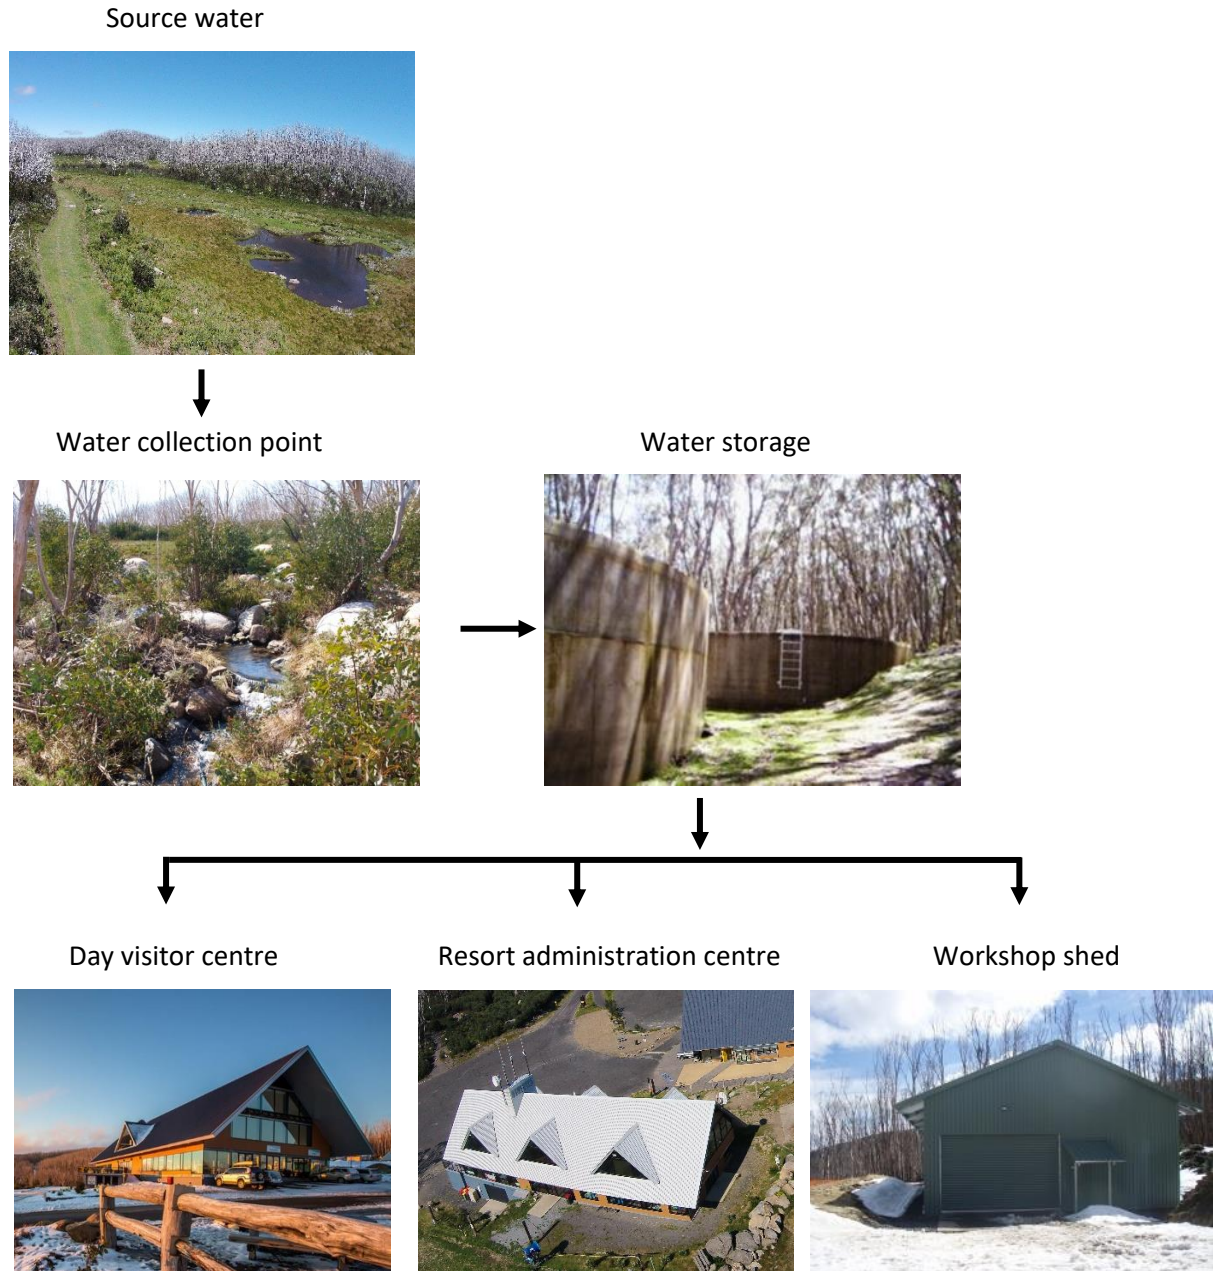 Source water
Water collection point
Water storage
Day visitor centre
Resort administration centre
Workshop shed